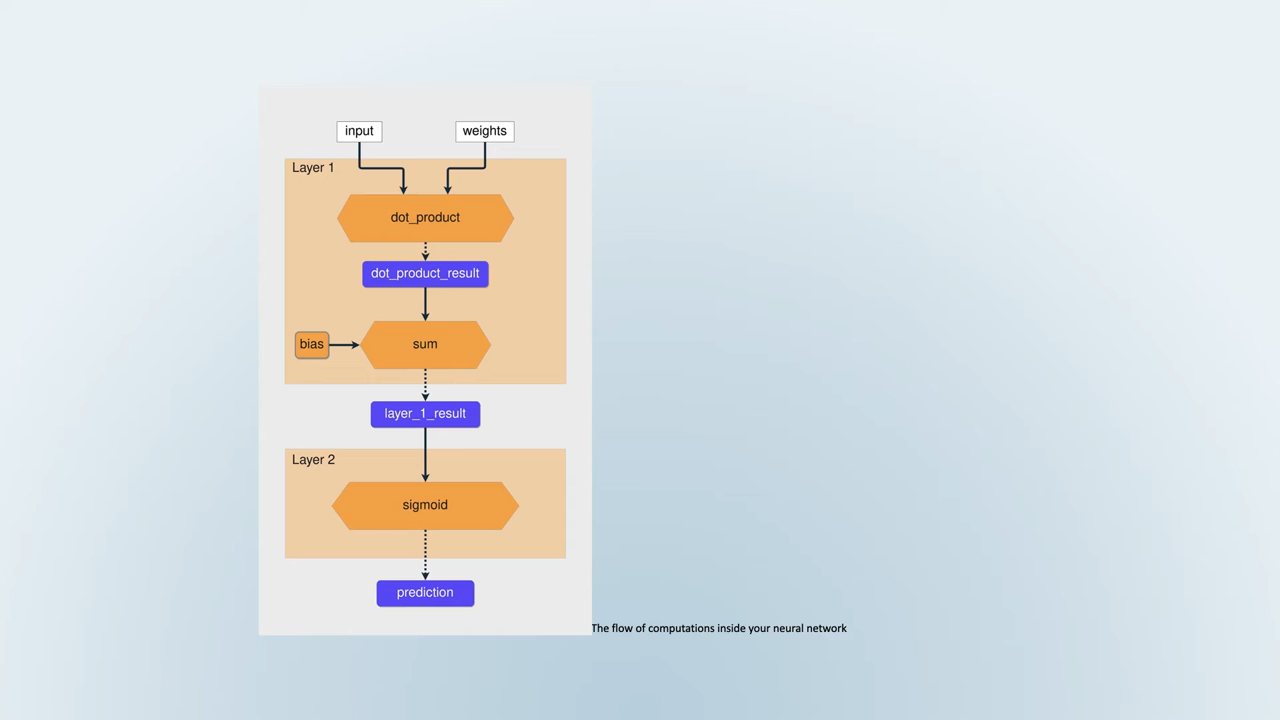 input
weights
Layer 1
dot_product
dot_product_result
bias
sum
layer_1_result
Layer 2
sigmoid
prediction
The flow of computations inside your neural network